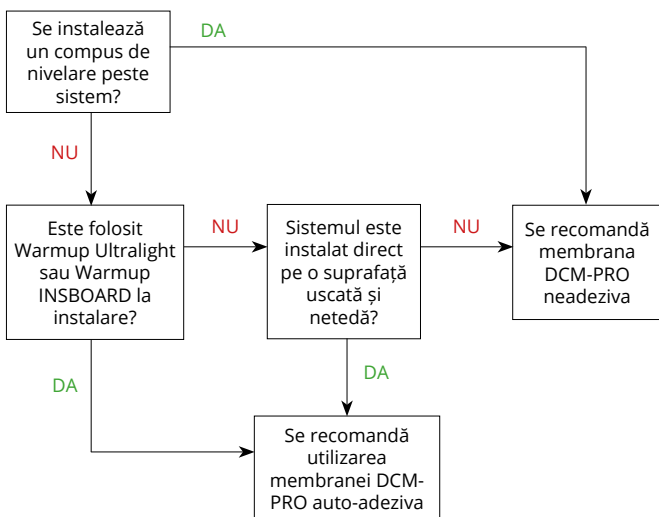 Se instalează
un compus de
nivelare peste
sistem?
DA
NU
Este folosit
Warmup Ultralight
sau Warmup
INSBOARD la
instalare?
NU
Sistemul este
instalat direct
pe o suprafață
uscată și
netedă?
NU
Se recomandă
membrana
DCM-PRO
neadeziva
DA
DA
Se recomandă
utilizarea
membranei DCM-
PRO auto-adeziva